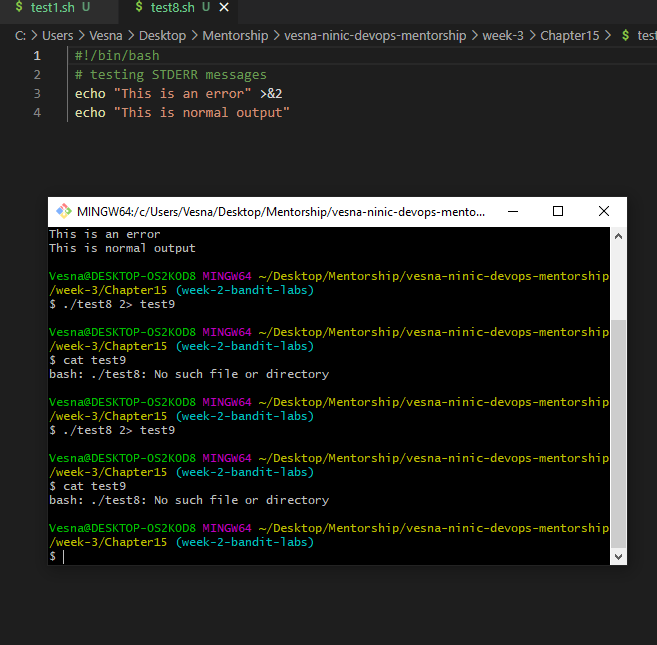 $ test1.sh U $ test8.sh U ×
C: > Users > Vesna > Desktop > Mentorship > vesna-ninic-devops-mentorship > week-3 > Chapter15 > $ test
1 #!/bin/bash
2 # testing STDERR messages
3 echo "This is an error" >&2
4 echo "This is normal output"
MINGW64:/c/Users/Vesna/Desktop/Mentorship/vesna-ninic-devops-mento...
This is an error
This is normal output
Vesna@DESKTOP-OS2KOD8 MINGW64 ~/Desktop/Mentorship/vesna-ninic-devops-mentorship
/week-3/Chapter15 (week-2-bandit-labs)
$ ./test8 2> test9
Vesna@DESKTOP-OS2KOD8 MINGW64 ~/Desktop/Mentorship/vesna-ninic-devops-mentorship
/week-3/Chapter15 (week-2-bandit-labs)
$ cat test9
bash: ./test8: No such file or directory
Vesna@DESKTOP-OS2KOD8 MINGW64 ~/Desktop/Mentorship/vesna-ninic-devops-mentorship
/week-3/Chapter15 (week-2-bandit-labs)
$ ./test8 2> test9
Vesna@DESKTOP-OS2KOD8 MINGW64 ~/Desktop/Mentorship/vesna-ninic-devops-mentorship
/week-3/Chapter15 (week-2-bandit-labs)
$ cat test9
bash: ./test8: No such file or directory
Vesna@DESKTOP-OS2KOD8 MINGW64 ~/Desktop/Mentorship/vesna-ninic-devops-mentorship
/week-3/Chapter15 (week-2-bandit-labs)
$